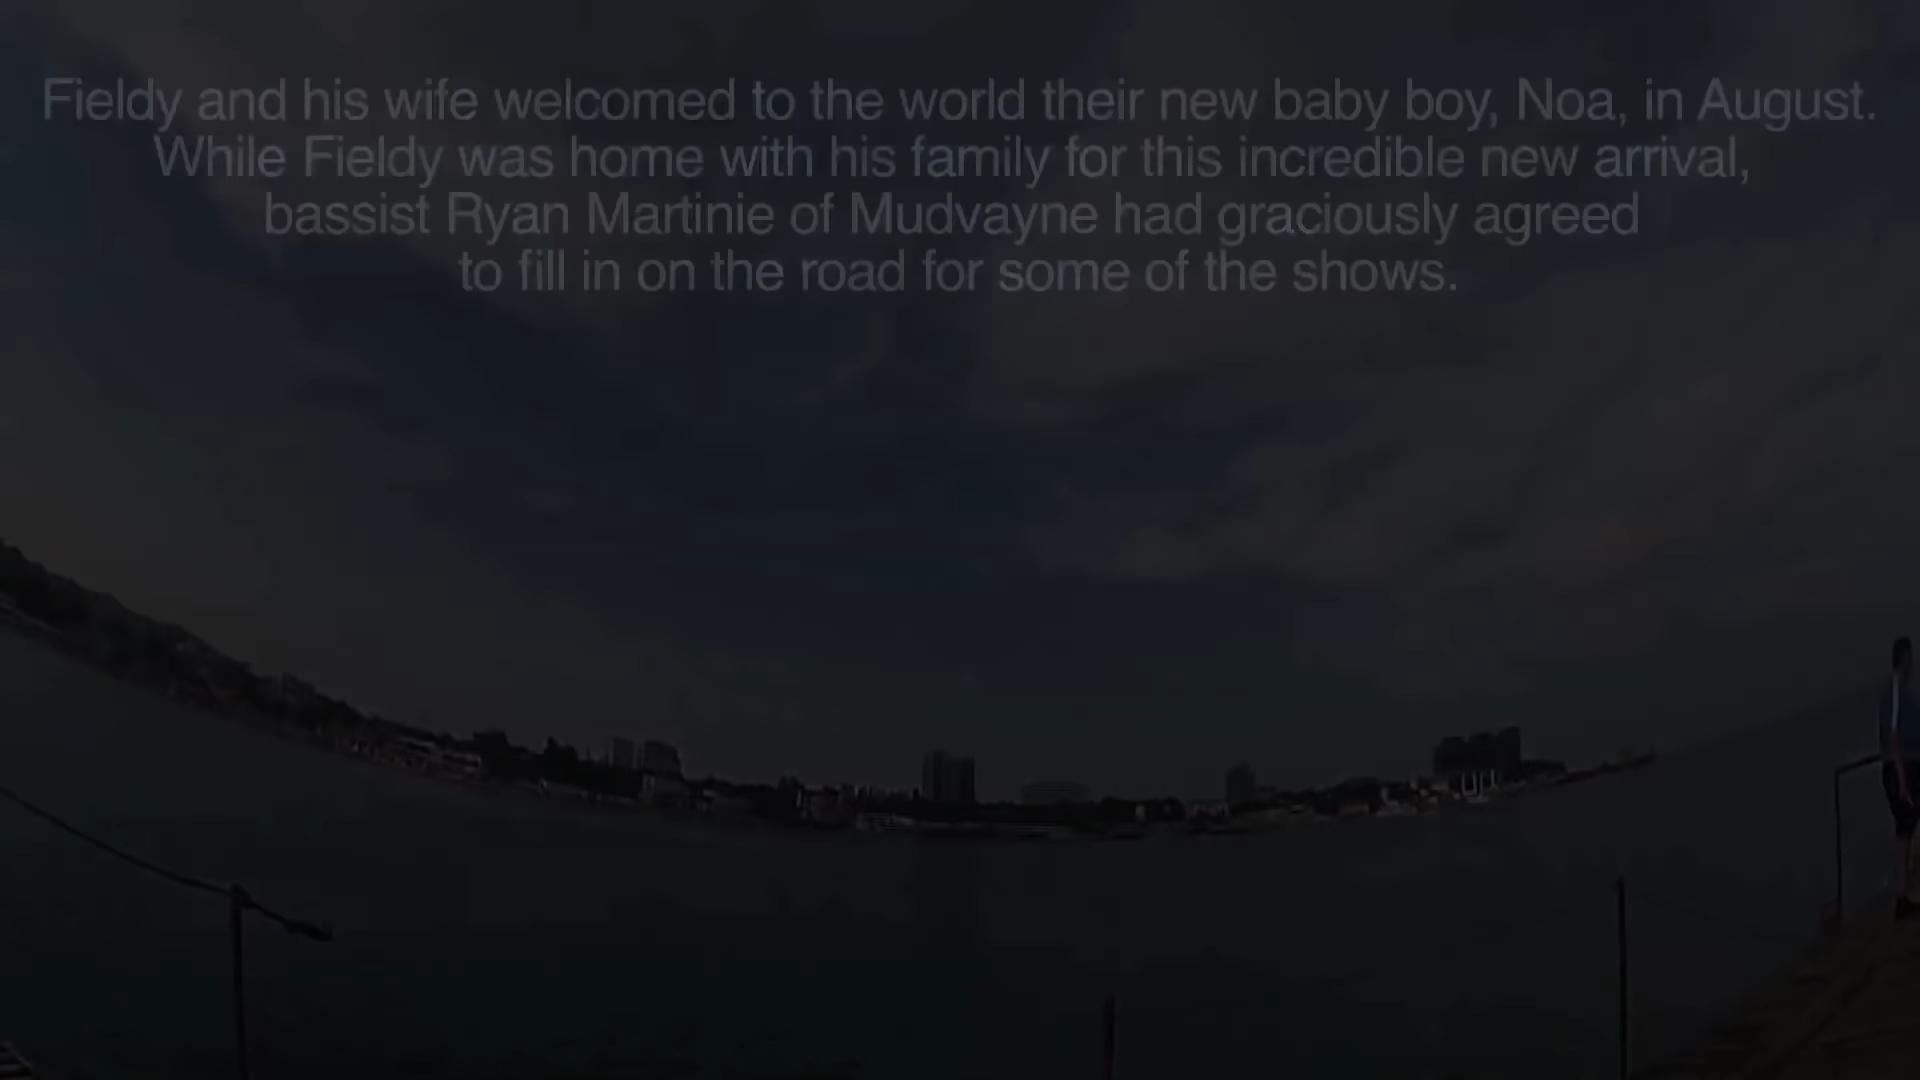 Fieldy and his wife welcomed to the world their new baby boy, Noa, in August.
While Fieldy was home with his family for this incredible new arrival,
bassist Ryan Martinie of Mudvayne had graciously agreed
to fill in on the road for some of the shows.